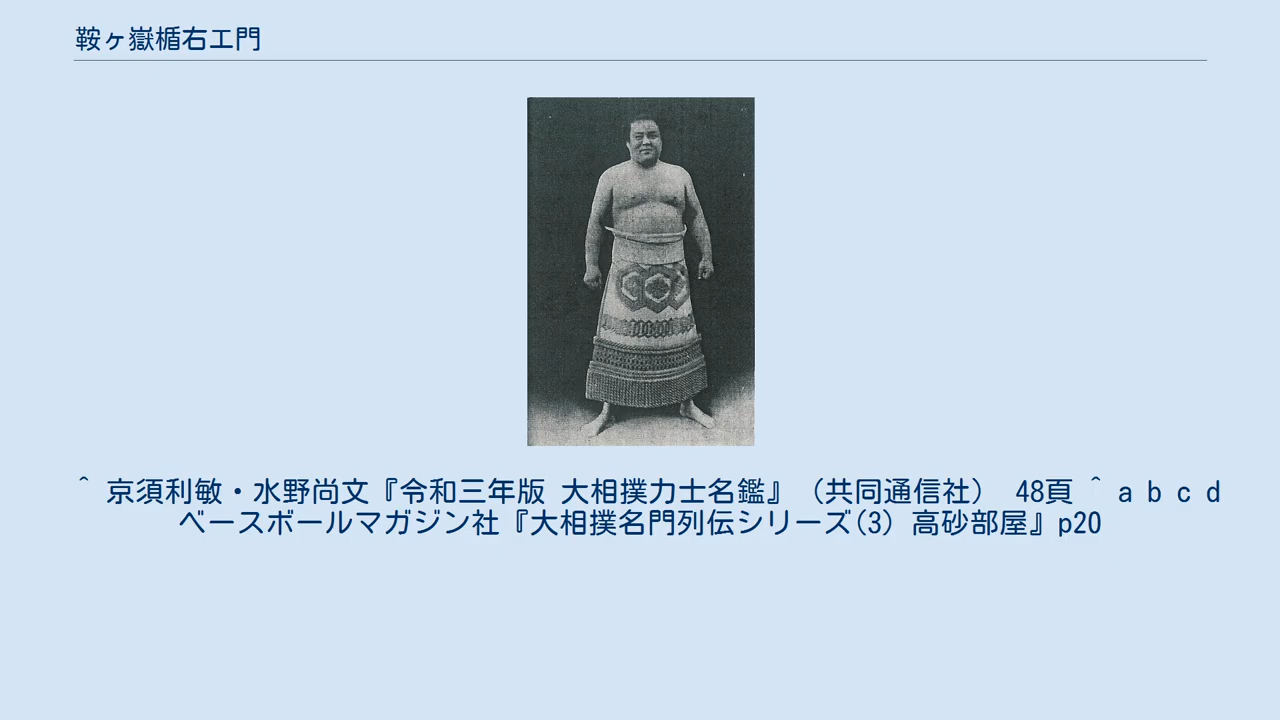 鞍ヶ嶽楯右エ門
^ 京須利敏・水野尚文『令和三年版 大相撲力士名鑑』（共同通信社） 48頁 ^ a b c d
ベースボールマガジン社『大相撲名門列伝シリーズ(3) 高砂部屋』p20